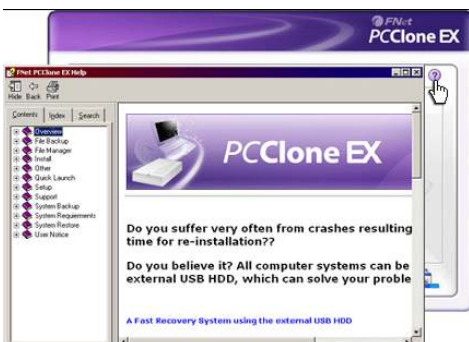 FNet
PCClone EX
FNet PCClone EX Help
Hide Back Print
Contents Index Search
Overview
File Backup
File Manager
Install
Other
Quick Launch
Setup
Support
System Backup
System Requirements
System Restore
User Notice
PCClone EX
Do you suffer very often from crashes resulting
time for re-installation??
Do you believe it? All computer systems can be
external USB HDD, which can solve your proble
A Fast Recovery System using the external USB HDD